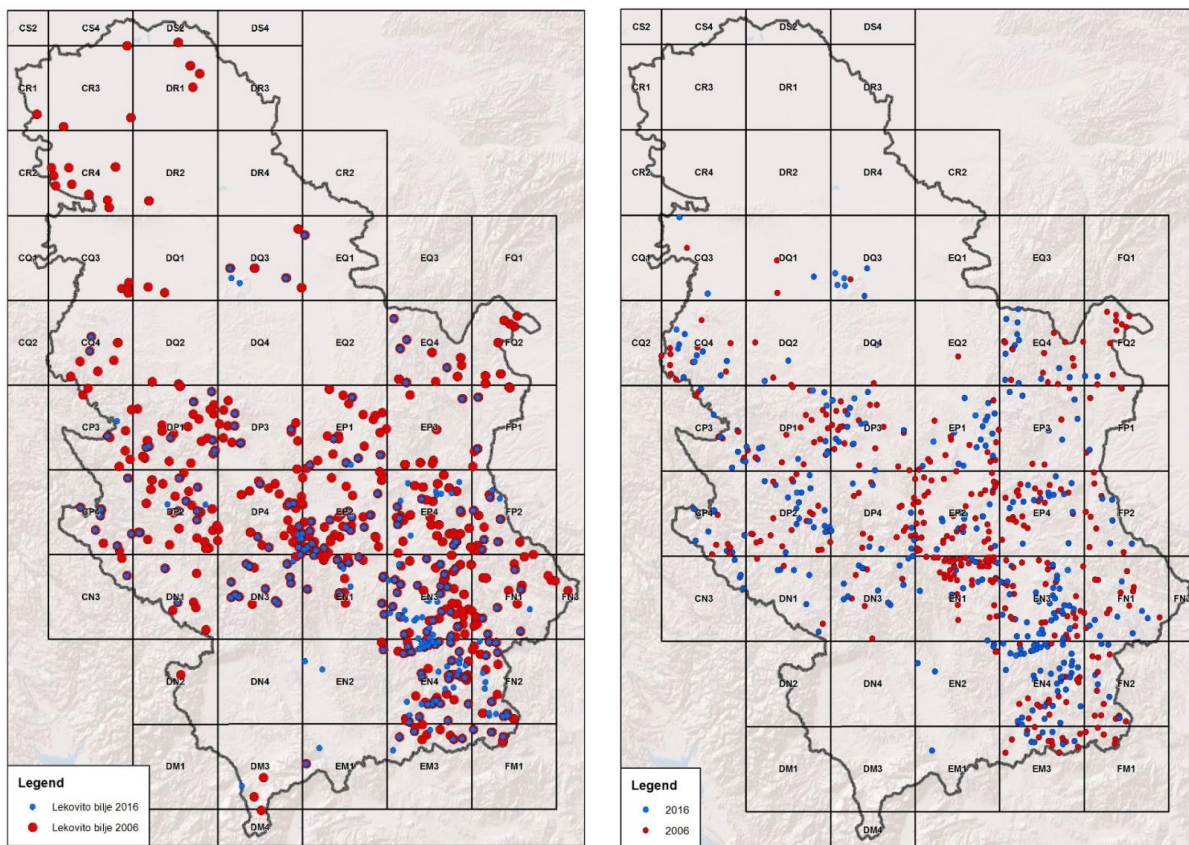 CS2 CS4 DS2 DS4
CR1 CR3 DR1 DR3
CR2 CR4 DR2 DR4 CR2
CQ1 CQ3 DQ1 DQ3 EQ1 EQ3 FQ1
CQ2 CQ4 DQ2 DQ4 EQ2 EQ4 FQ2
CP3 DP1 DP3 EP1 EP3 FP1
CP4 DP2 DP4 EP2 EP4 FP2
CN3 DN1 DN3 EN1 EN3 FN1 FN3
DN2 DN4 EN2 EN4 FN2
DM1 DM3 EM1 EM3 FM1
DM4
Legend
Lekovito bilje 2016
Lekovito bilje 2006
CS2 CS4 DS2 DS4
CR1 CR3 DR1 DR3
CR2 CR4 DR2 DR4 CR2
CQ1 CQ3 DQ1 DQ3 EQ1 EQ3 FQ1
CQ2 CQ4 DQ2 DQ4 EQ2 EQ4 FQ2
CP3 DP1 DP3 EP1 EP3 FP1
CP4 DP2 DP4 EP2 EP4 FP2
CN3 DN1 DN3 EN1 EN3 FN1 FN3
DN2 DN4 EN2 EN4 FN2
DM1 DM3 EM1 EM3 FM1
DM4
Legend
2016
2006